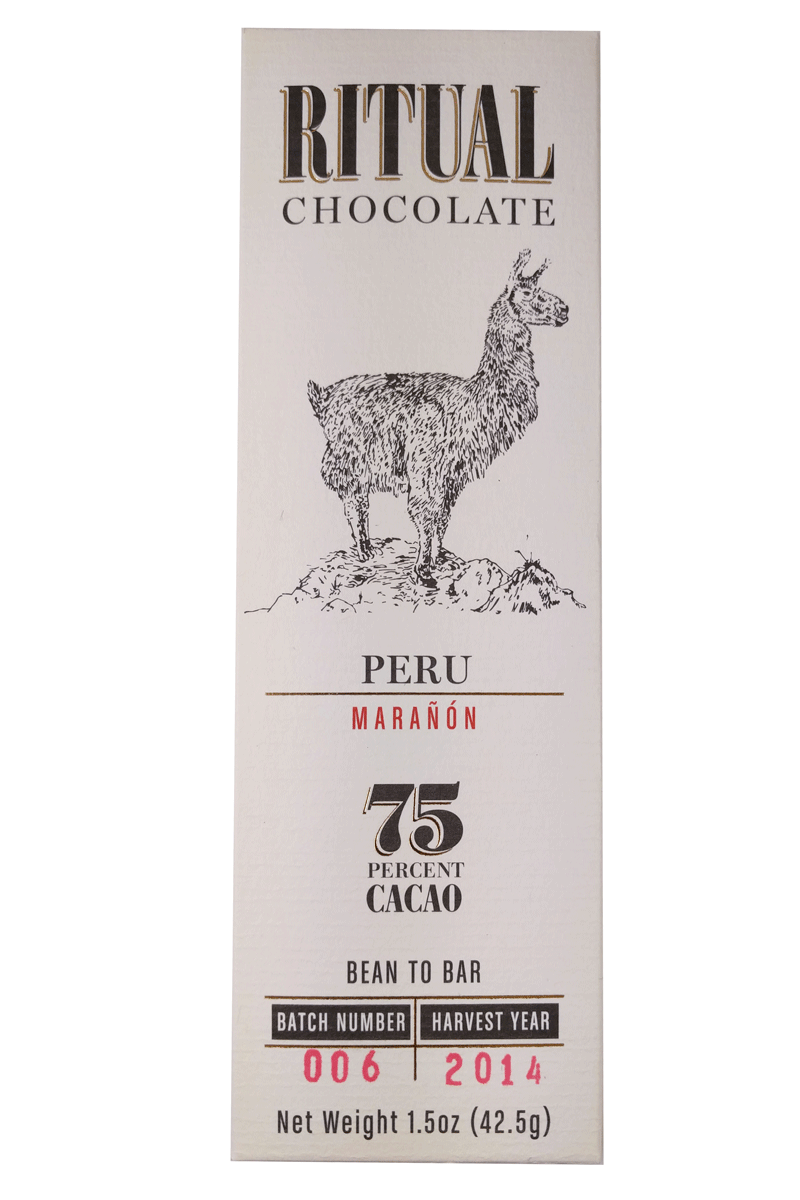 RITUAL
CHOCOLATE
PERU
MARAÑÓN
75
PERCENT
CACAO
BEAN TO BAR
BATCH NUMBER HARVEST YEAR
006 2014
Net Weight 1.5oz (42.5g)